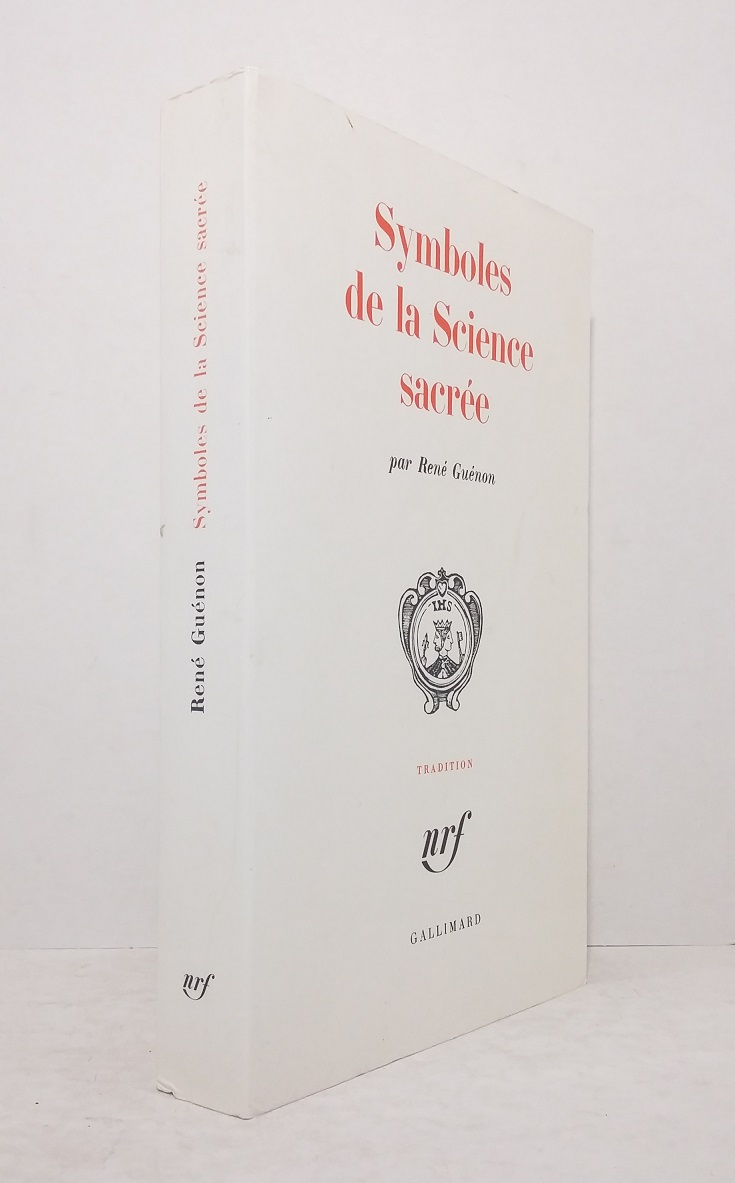 René Guénon Symboles de la Science sacrée
nrf
Symboles
de la Science
sacrée
par René Guénon
IHS
TRADITION
nrf
GALLIMARD